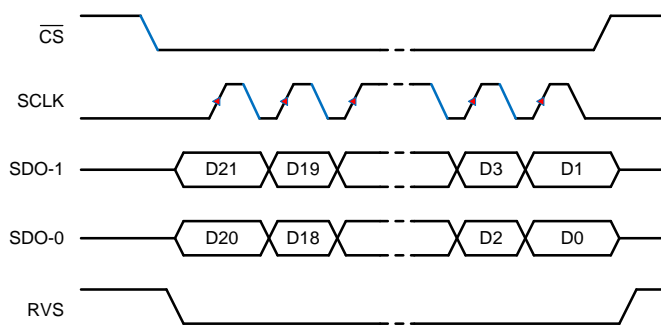 CS
SCLK
SDO-1 D21 D19 D3 D1
SDO-0 D20 D18 D2 D0
RVS